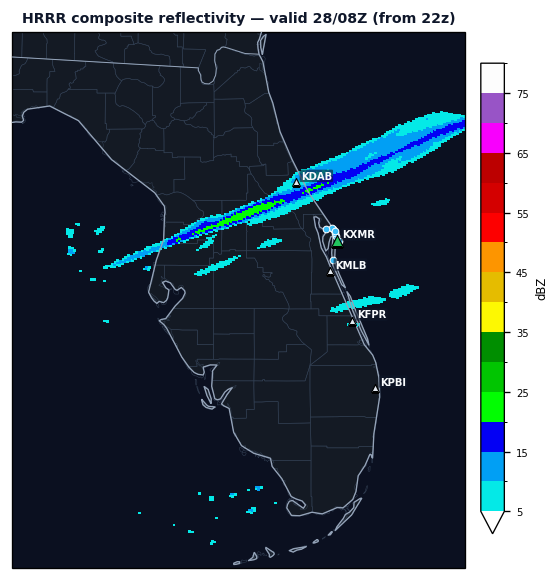 HRRR composite reflectivity — valid 28/08Z (from 22z)
KDAB
KXMR
KMLB
KFPR
KPBI
75
65
55
45
35
25
15
5
dBZ